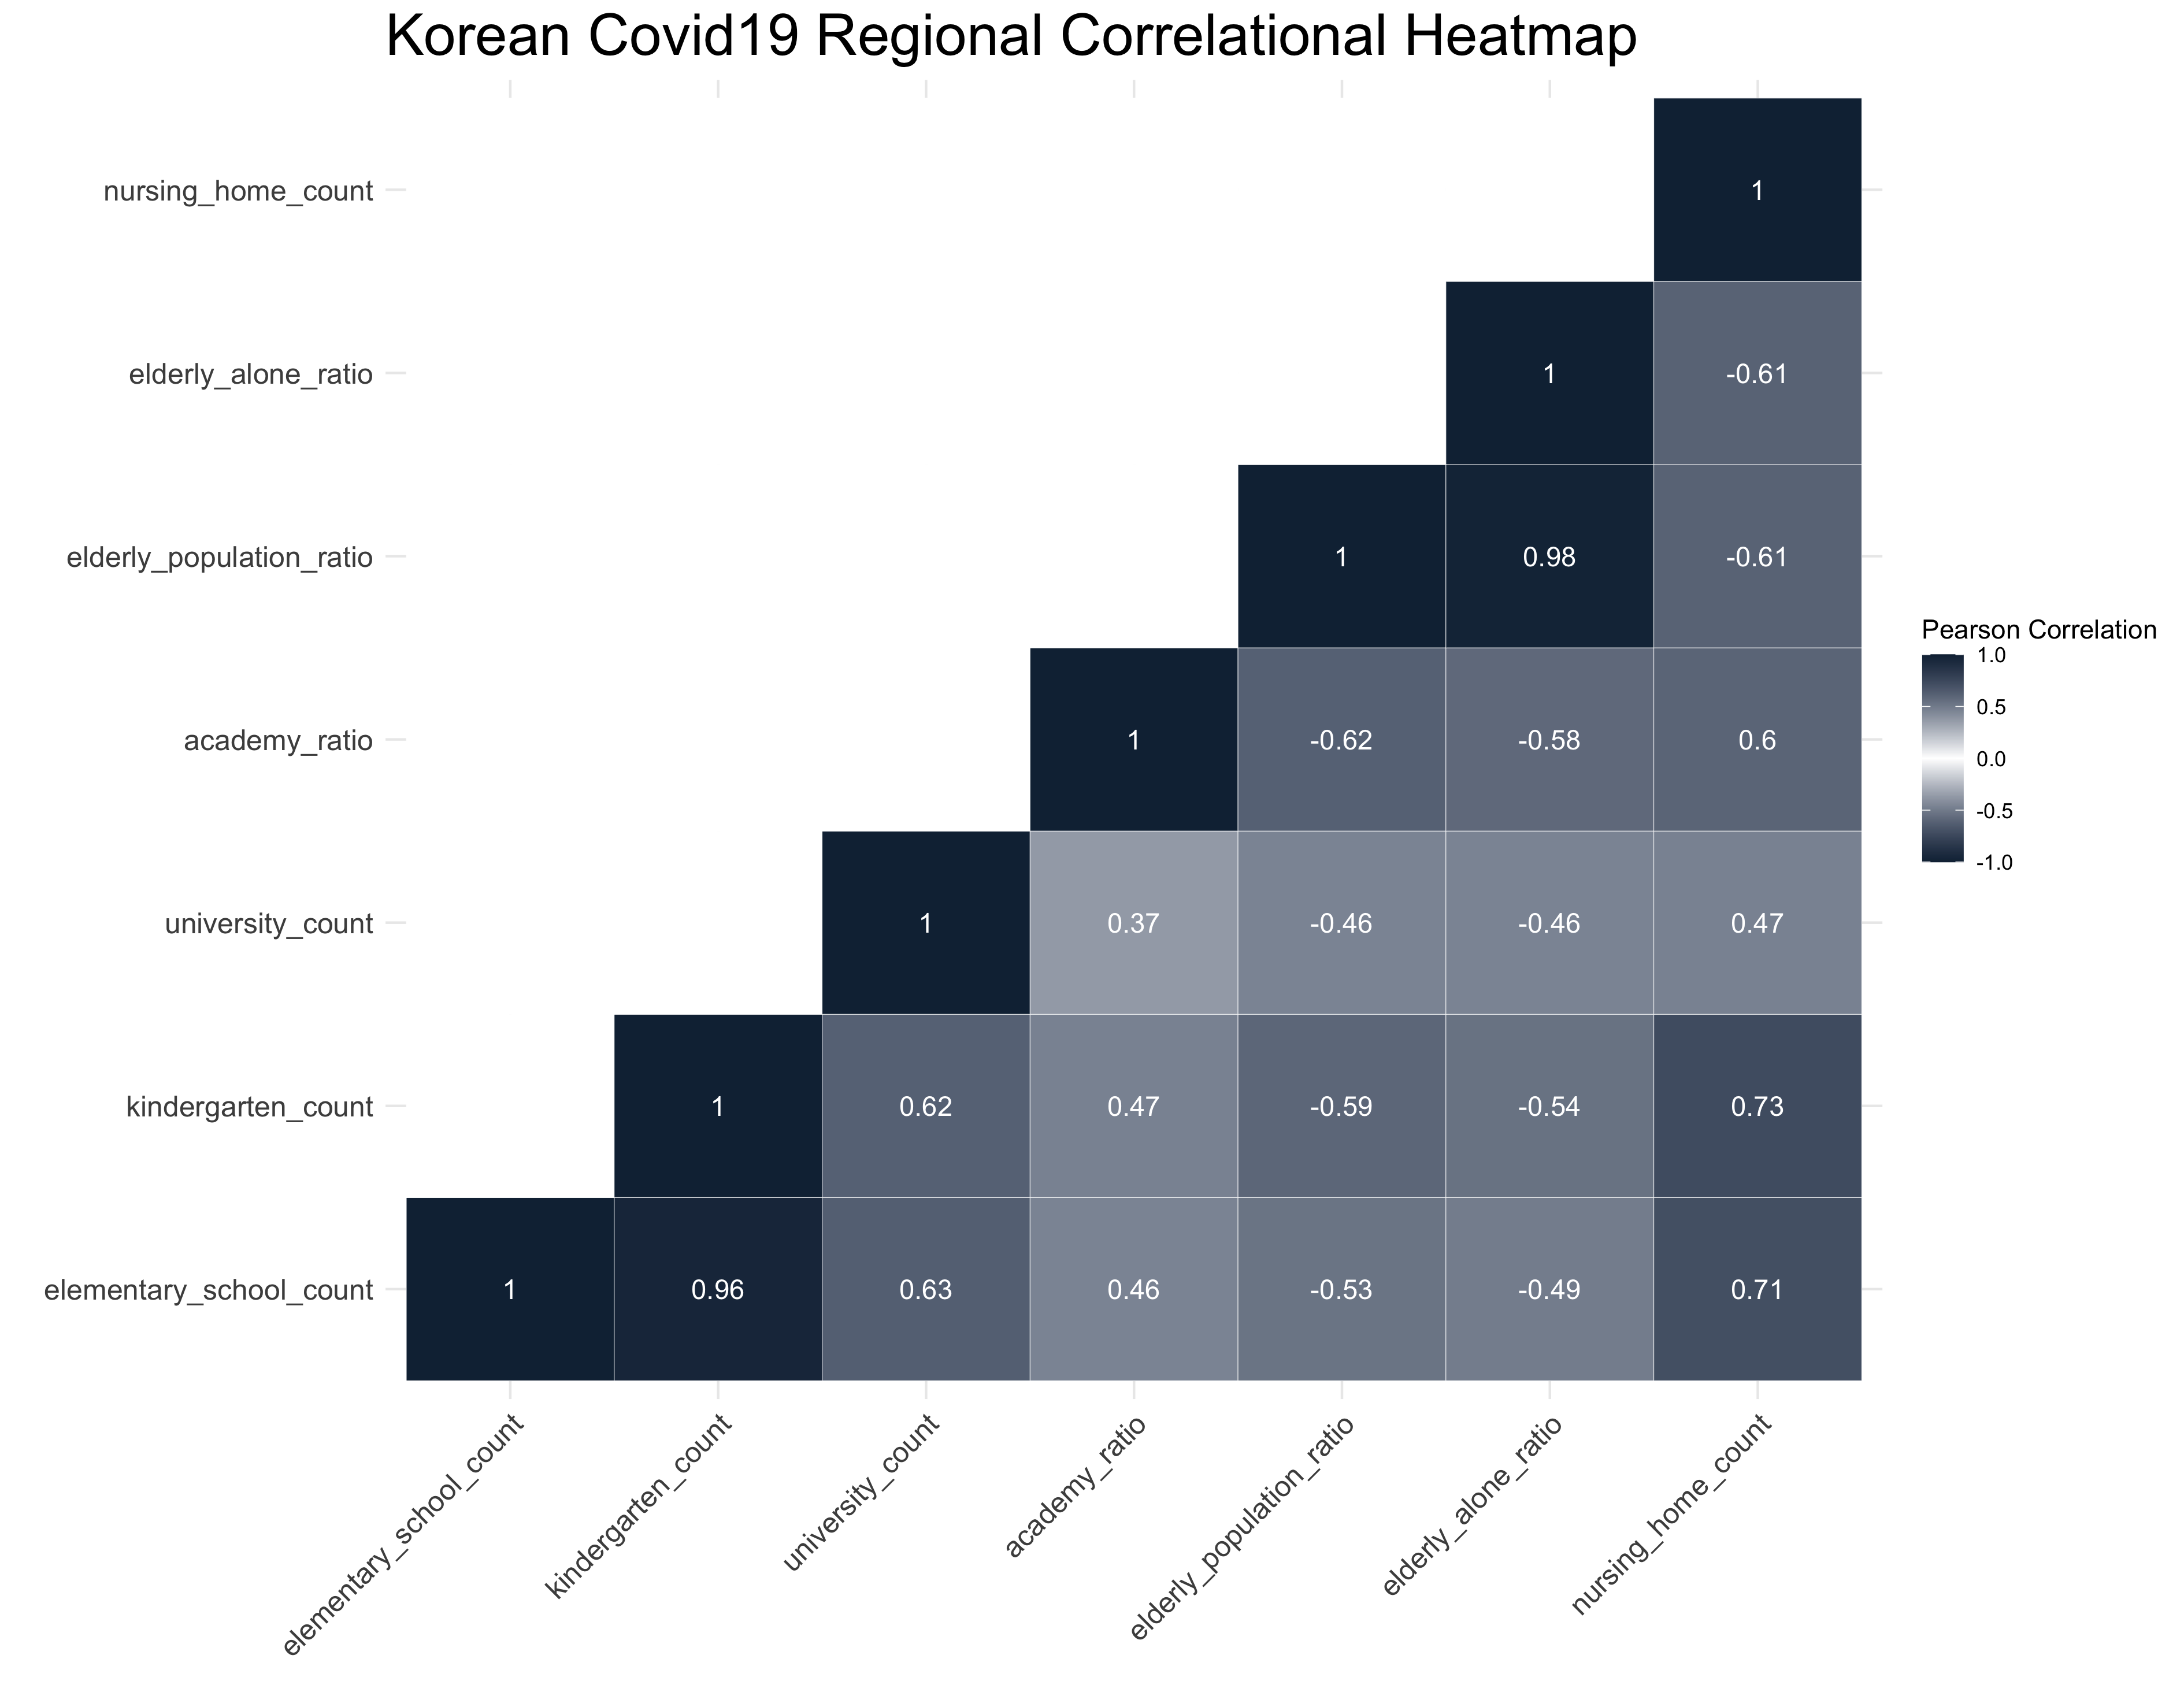 Korean Covid19 Regional Correlational Heatmap
nursing_home_count
1
elderly_alone_ratio
1
-0.61
elderly_population_ratio
1
0.98
-0.61
academy_ratio
1
-0.62
-0.58
0.6
university_count
1
0.37
-0.46
-0.46
0.47
kindergarten_count
1
0.62
0.47
-0.59
-0.54
0.73
elementary_school_count
1
0.96
0.63
0.46
-0.53
-0.49
0.71
elementary_school_count
kindergarten_count
university_count
academy_ratio
elderly_population_ratio
elderly_alone_ratio
nursing_home_count
Pearson Correlation
1.0
0.5
0.0
-0.5
-1.0